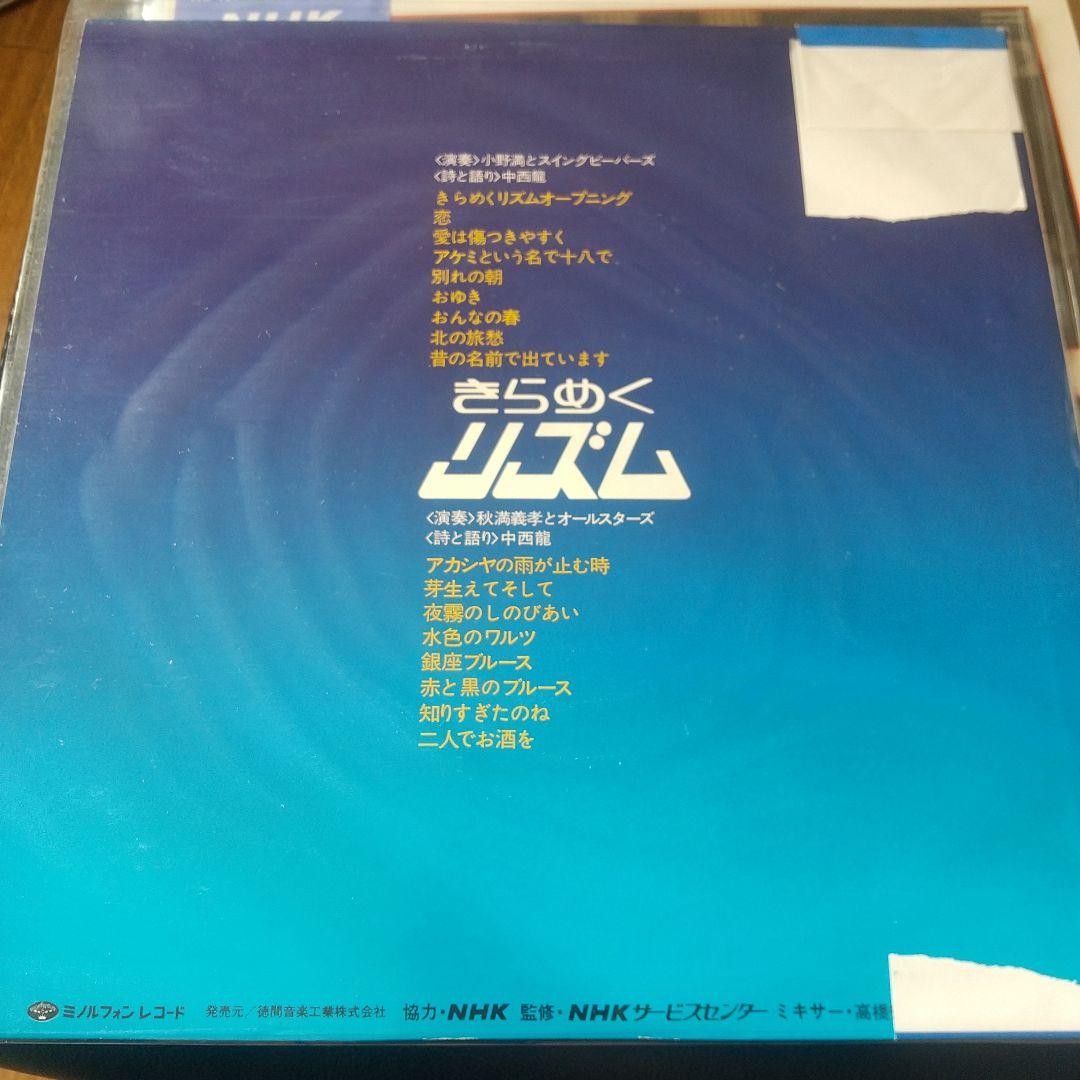 NHK
〈演奏〉小野満とスイングビーバーズ
〈詩と語り〉中西龍
きらめくリズムオープニング
恋
愛は傷つきやすく
アケミという名で十八で
別れの朝
おゆき
おんなの春
北の旅愁
昔の名前で出ています
きらめく
リズム
〈演奏〉秋満義孝とオールスターズ
〈詩と語り〉中西龍
アカシヤの雨が止む時
芽生えてそして
夜霧のしのびあい
水色のワルツ
銀座ブルース
赤と黒のブルース
知りすぎたのね
二人でお酒を
ミノルフォンレコード 発売元／徳間音楽工業株式会社 協力・NHK 監修・NHKサービスセンター ミキサー・高橋